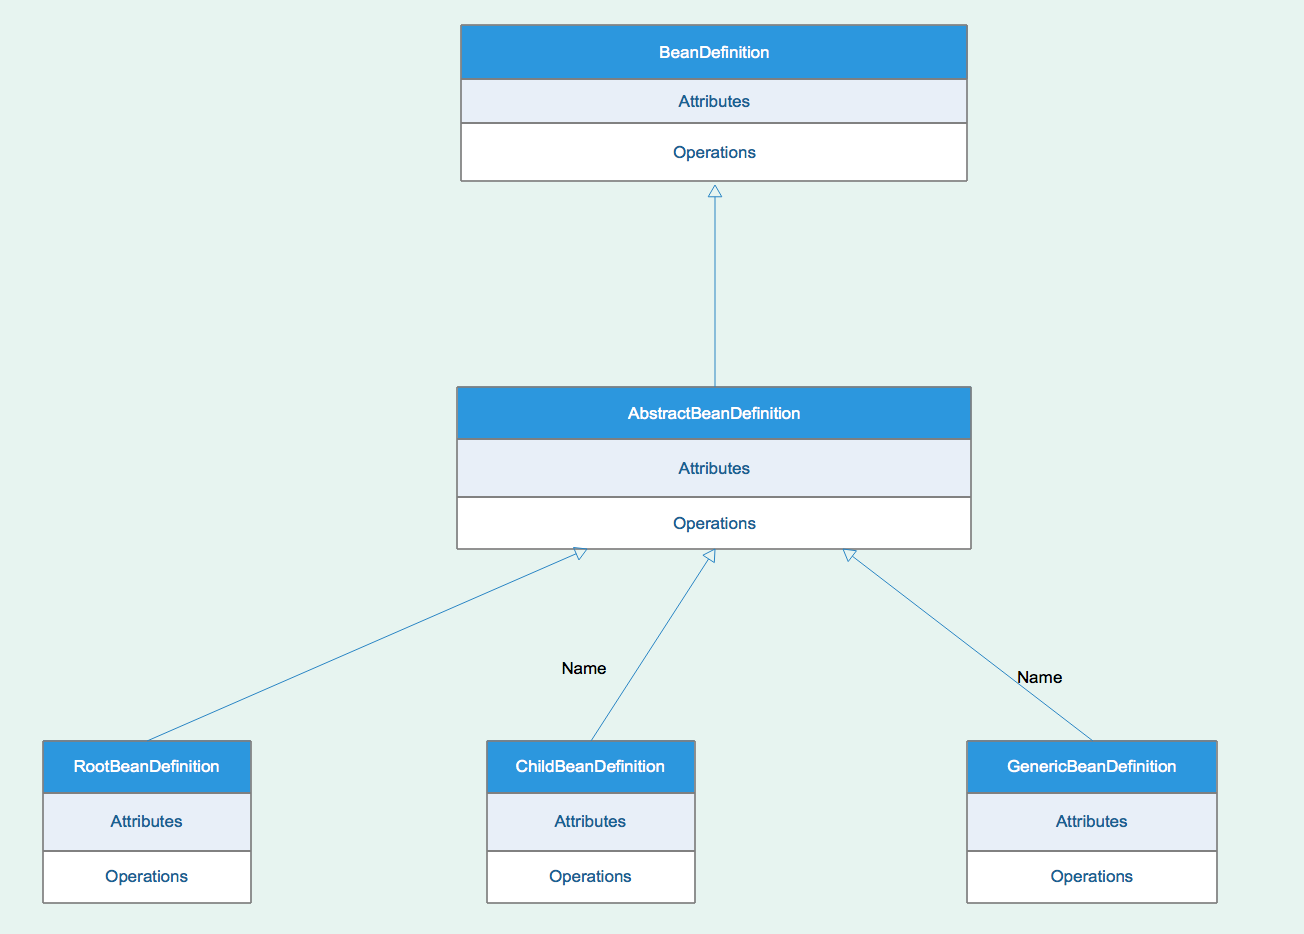 BeanDefinition
Attributes
Operations
AbstractBeanDefinition
Attributes
Operations
Name
Name
RootBeanDefinition
Attributes
Operations
ChildBeanDefinition
Attributes
Operations
GenericBeanDefinition
Attributes
Operations